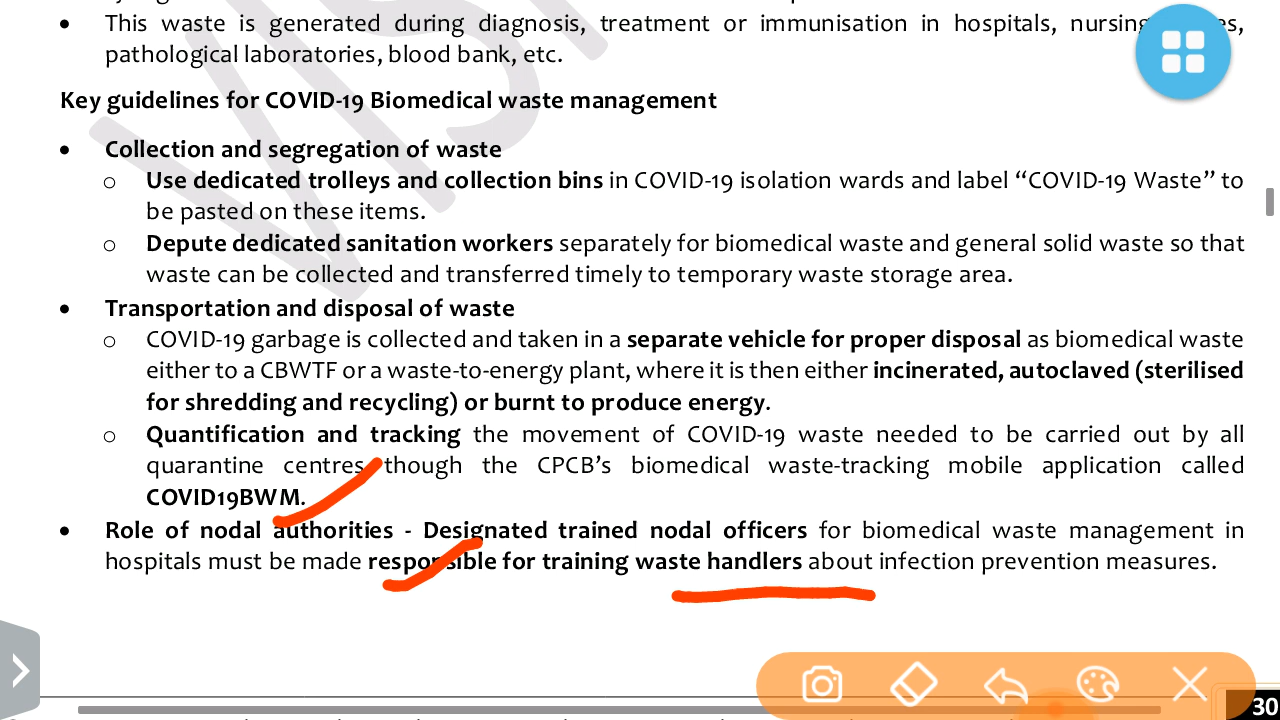 • This waste is generated during diagnosis, treatment or immunisation in hospitals, nursing
pathological laboratories, blood bank, etc.
Key guidelines for COVID-19 Biomedical waste management
• Collection and segregation of waste
o Use dedicated trolleys and collection bins in COVID-19 isolation wards and label “COVID-19 Waste” to
be pasted on these items.
o Depute dedicated sanitation workers separately for biomedical waste and general solid waste so that
waste can be collected and transferred timely to temporary waste storage area.
• Transportation and disposal of waste
o COVID-19 garbage is collected and taken in a separate vehicle for proper disposal as biomedical waste
either to a CBWTF or a waste-to-energy plant, where it is then either incinerated, autoclaved (sterilised
for shredding and recycling) or burnt to produce energy.
o Quantification and tracking the movement of COVID-19 waste needed to be carried out by all
quarantine centres though the CPCB’s biomedical waste-tracking mobile application called
COVID19BWM.
• Role of nodal authorities - Designated trained nodal officers for biomedical waste management in
hospitals must be made responsible for training waste handlers about infection prevention measures.
30